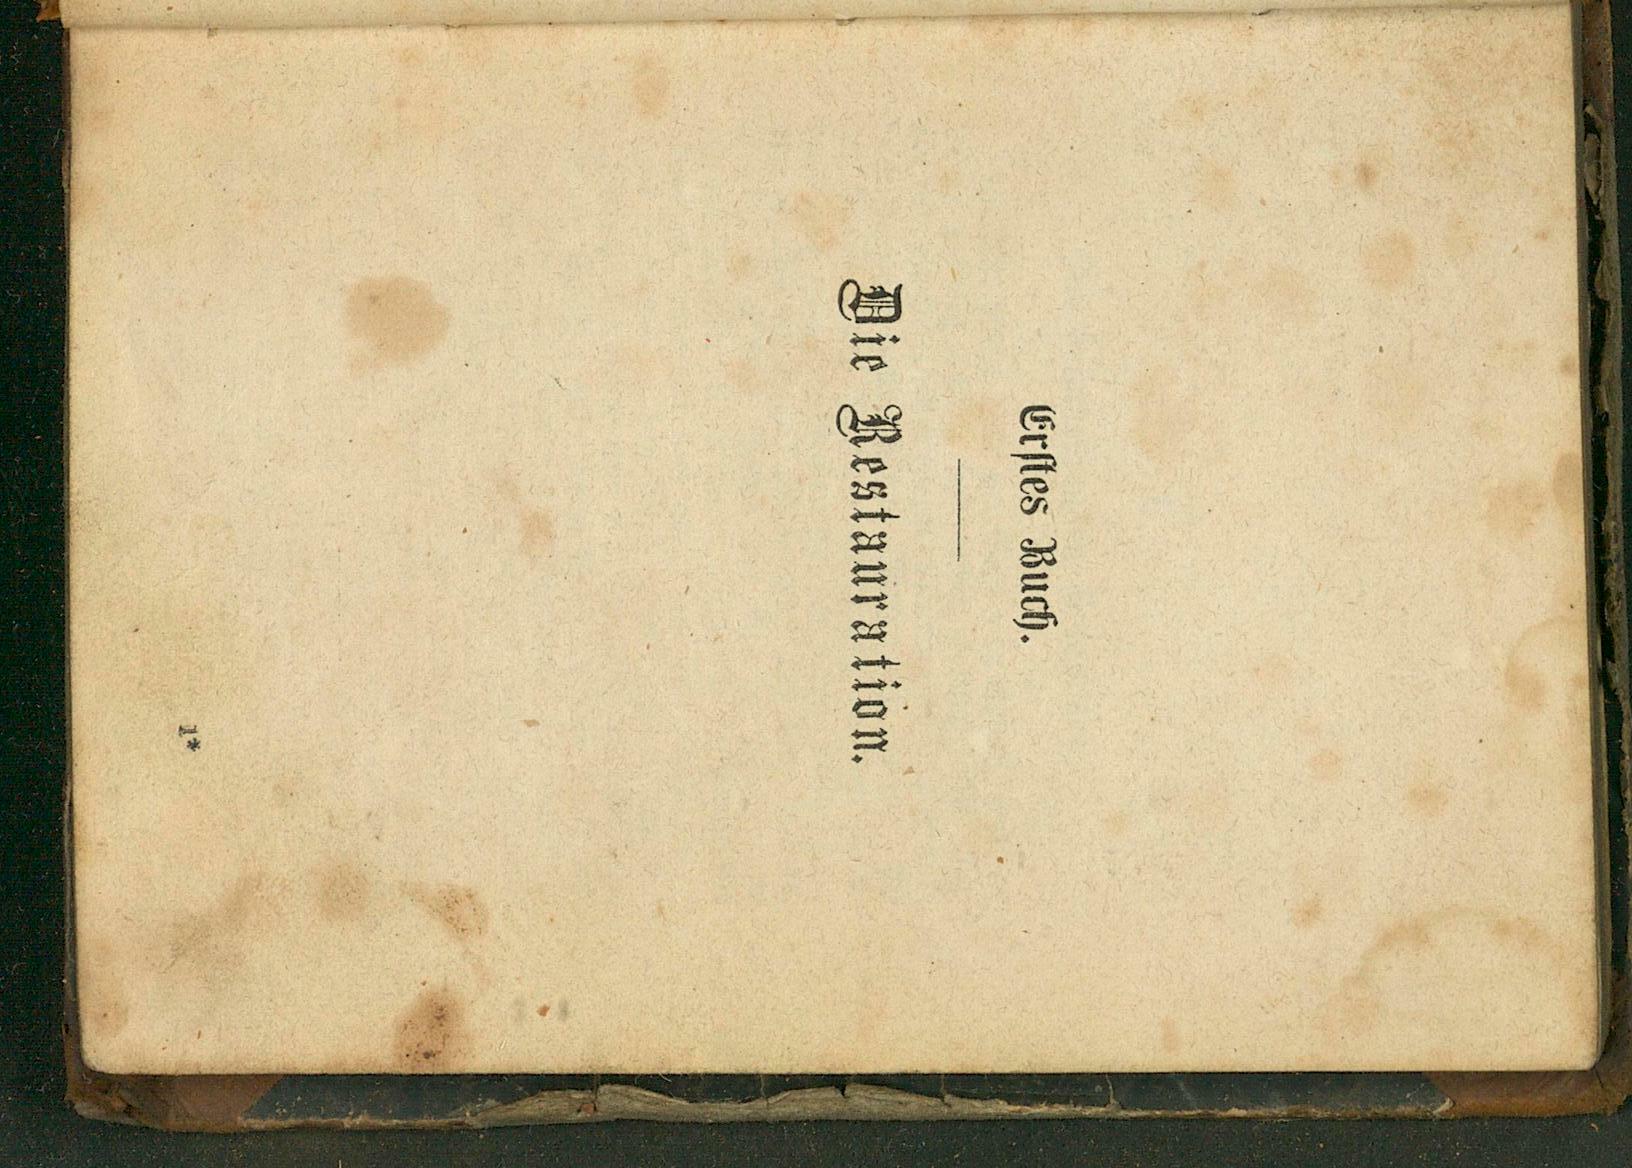 Erſtes Buch.
Die Restauration.
1*